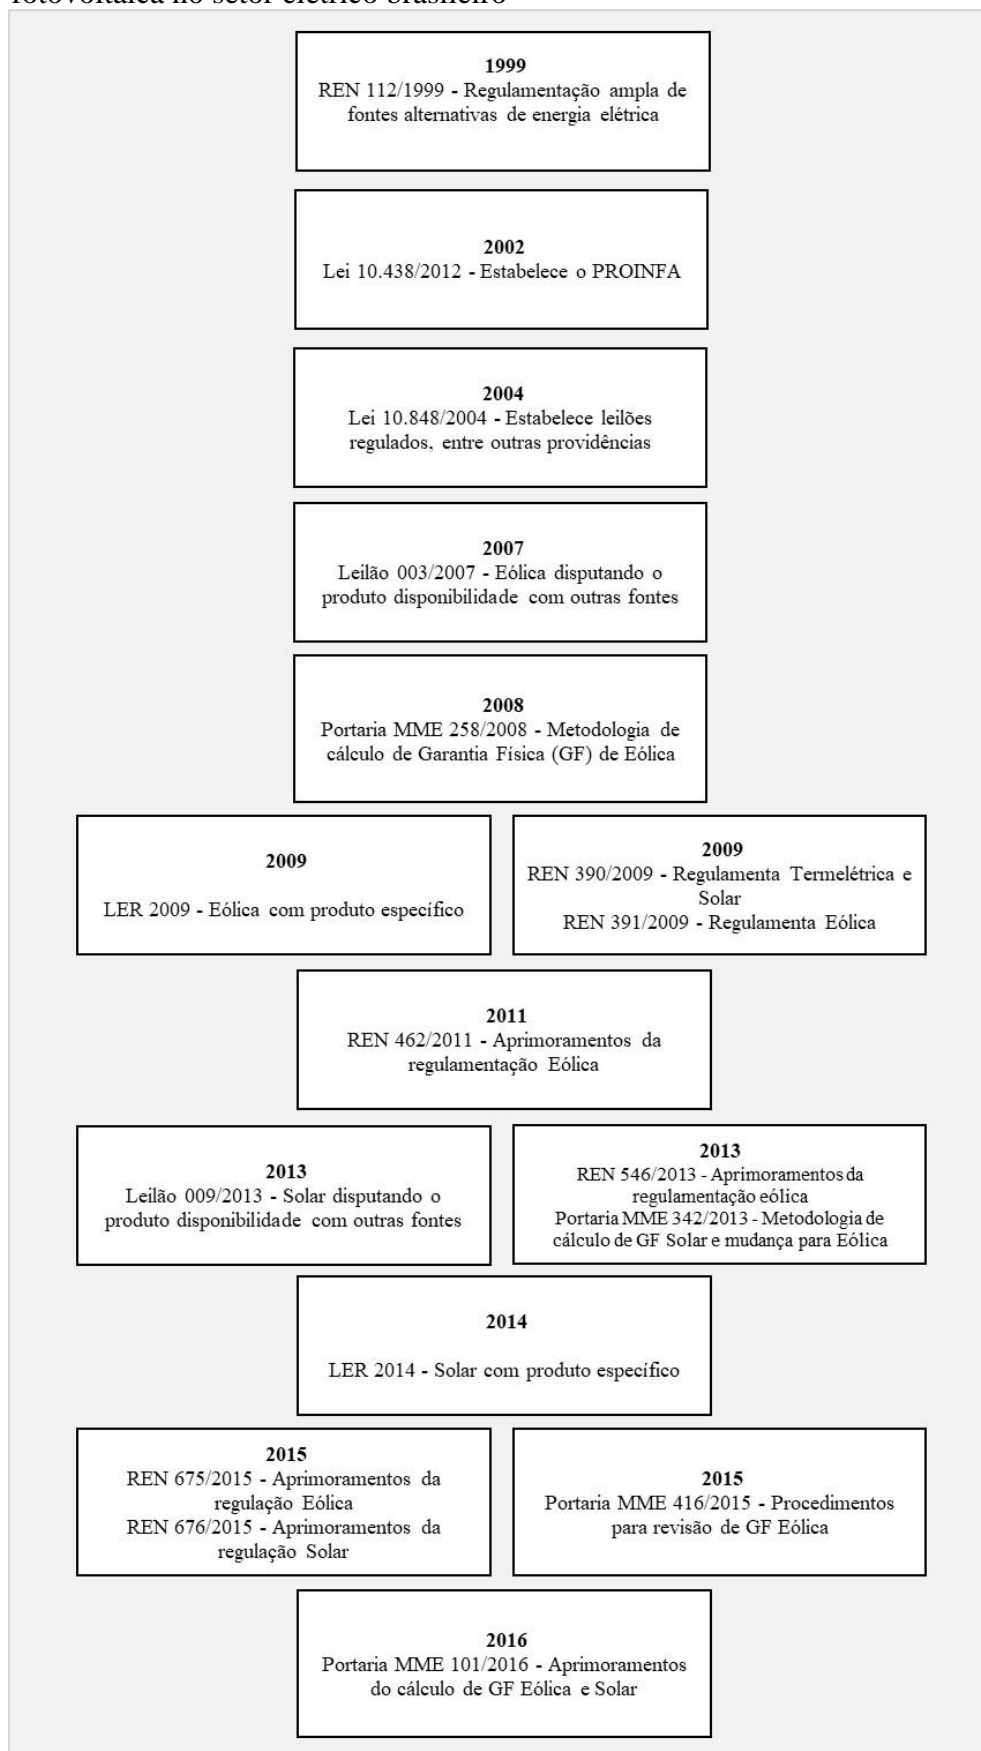 fotovoltaica no setor elétrico brasileiro
1999
REN 112/1999 - Regulamentação ampla de
fontes alternativas de energia elétrica
2002
Lei 10.438/2012 - Estabelece o PROINFA
2004
Lei 10.848/2004 - Estabelece leilões
regulados, entre outras providências
2007
Leilão 003/2007 - Eólica disputando o
produto disponibilidade com outras fontes
2008
Portaria MME 258/2008 - Metodologia de
cálculo de Garantia Física (GF) de Eólica
2009
LER 2009 - Eólica com produto específico
2009
REN 390/2009 - Regulamenta Termelétrica e
Solar
REN 391/2009 - Regulamenta Eólica
2011
REN 462/2011 - Aprimoramentos da
regulamentação Eólica
2013
Leilão 009/2013 - Solar disputando o
produto disponibilidade com outras fontes
2013
REN 546/2013 - Aprimoramentos da
regulamentação eólica
Portaria MME 342/2013 - Metodologia de
cálculo de GF Solar e mudança para Eólica
2014
LER 2014 - Solar com produto específico
2015
REN 675/2015 - Aprimoramentos da
regulação Eólica
REN 676/2015 - Aprimoramentos da
regulação Solar
2015
Portaria MME 416/2015 - Procedimentos
para revisão de GF Eólica
2016
Portaria MME 101/2016 - Aprimoramentos
do cálculo de GF Eólica e Solar